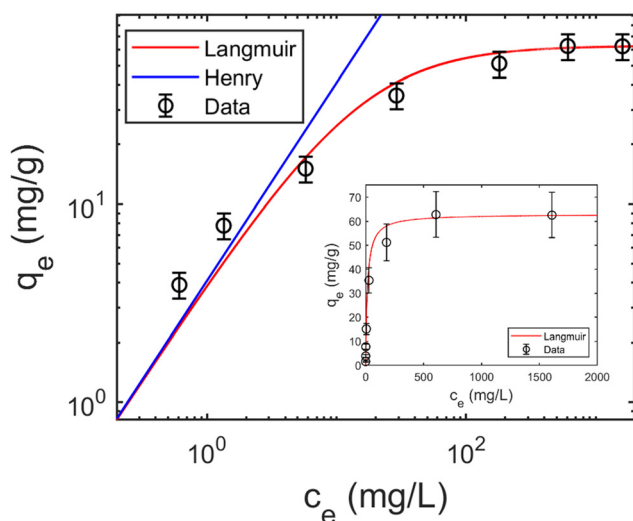 Langmuir
Henry
Data
q_e (mg/g)
10^1
10^0
10^0
10^2
c_e (mg/L)
70
60
50
40
30
20
10
0
q_e (mg/g)
Langmuir
Data
0
500
1000
1500
2000
c_e (mg/L)